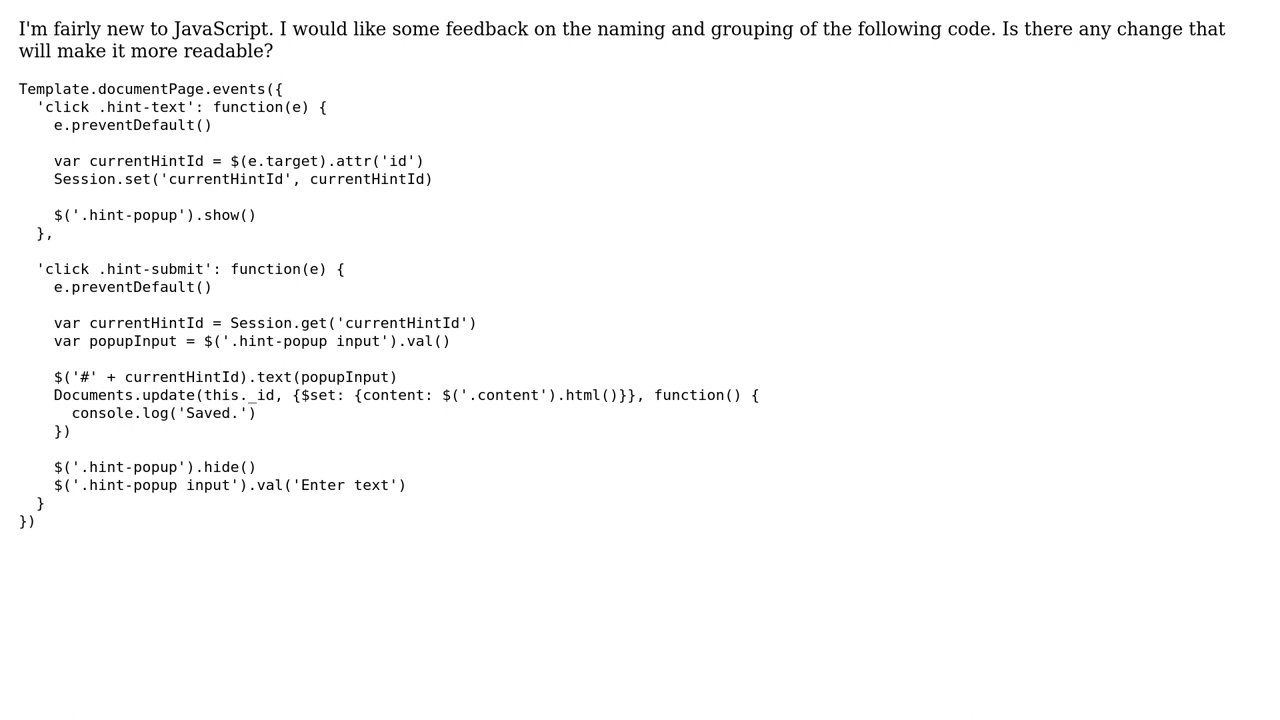 I'm fairly new to JavaScript. I would like some feedback on the naming and grouping of the following code. Is there any change that
will make it more readable?
Template.documentPage.events({
  'click .hint-text': function(e) {
    e.preventDefault()

    var currentHintId = $(e.target).attr('id')
    Session.set('currentHintId', currentHintId)

    $('.hint-popup').show()
  },

  'click .hint-submit': function(e) {
    e.preventDefault()

    var currentHintId = Session.get('currentHintId')
    var popupInput = $('.hint-popup input').val()

    $('#' + currentHintId).text(popupInput)
    Documents.update(this._id, {$set: {content: $('.content').html()}}, function() {
      console.log('Saved.')
    })

    $('.hint-popup').hide()
    $('.hint-popup input').val('Enter text')
  }
})